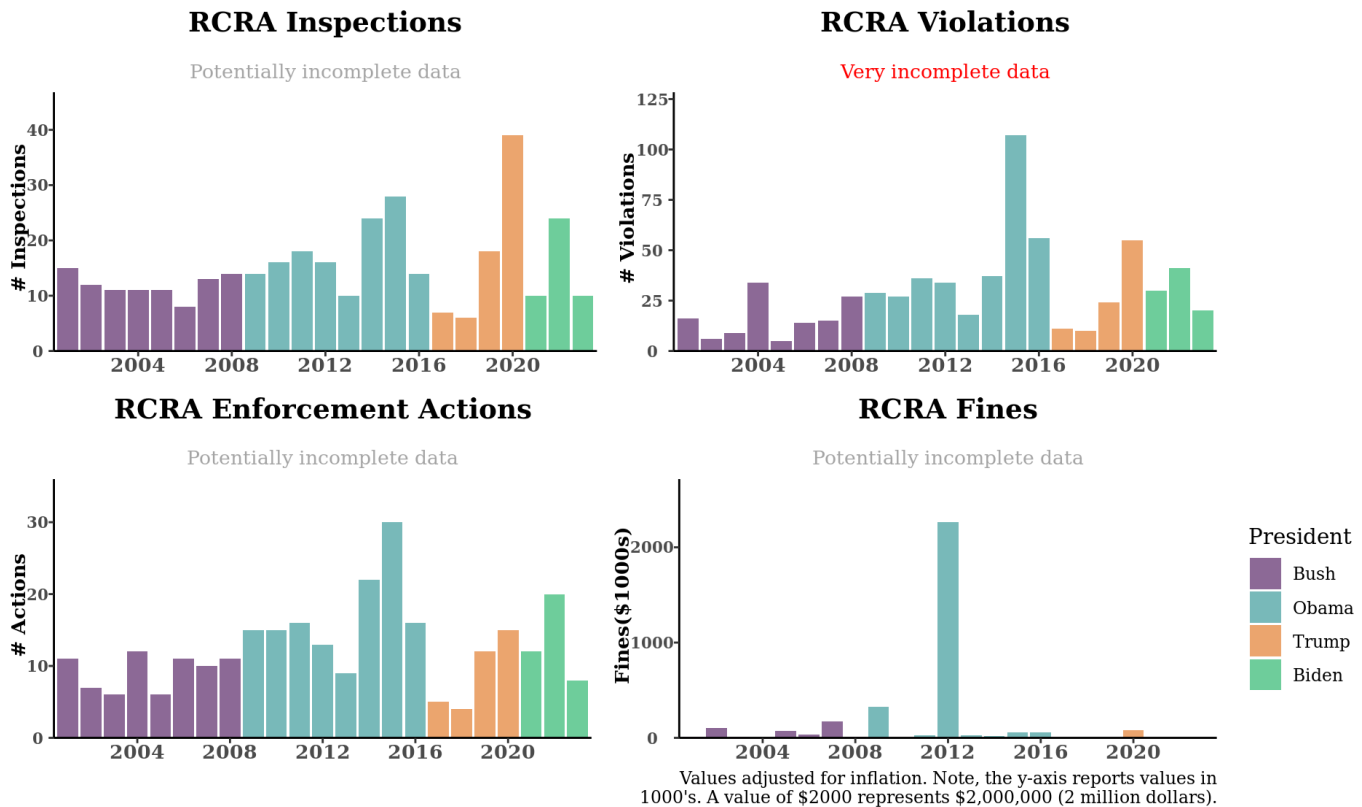 RCRA Inspections
Potentially incomplete data
# Inspections
40
30
20
10
0
2004 2008 2012 2016 2020
RCRA Violations
Very incomplete data
# Violations
125
100
75
50
25
0
2004 2008 2012 2016 2020
RCRA Enforcement Actions
Potentially incomplete data
# Actions
30
20
10
0
2004 2008 2012 2016 2020
RCRA Fines
Potentially incomplete data
Fines($1000s)
2000
1000
0
2004 2008 2012 2016 2020
Values adjusted for inflation. Note, the y-axis reports values in
1000's. A value of $2000 represents $2,000,000 (2 million dollars).
President
Bush
Obama
Trump
Biden